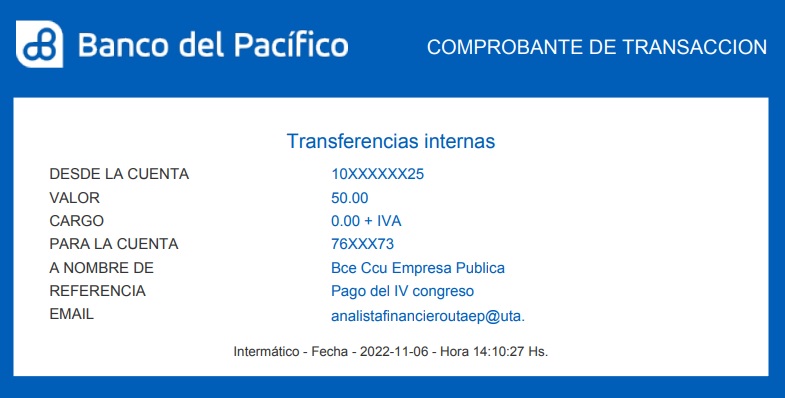 Banco del Pacífico
COMPROBANTE DE TRANSACCION
Transferencias internas
DESDE LA CUENTA 10XXXXXX25
VALOR 50.00
CARGO 0.00 + IVA
PARA LA CUENTA 76XXX73
A NOMBRE DE Bce Ccu Empresa Publica
REFERENCIA Pago del IV congreso
EMAIL analistafinancieroutaep@uta.
Intermático - Fecha - 2022-11-06 - Hora 14:10:27 Hs.